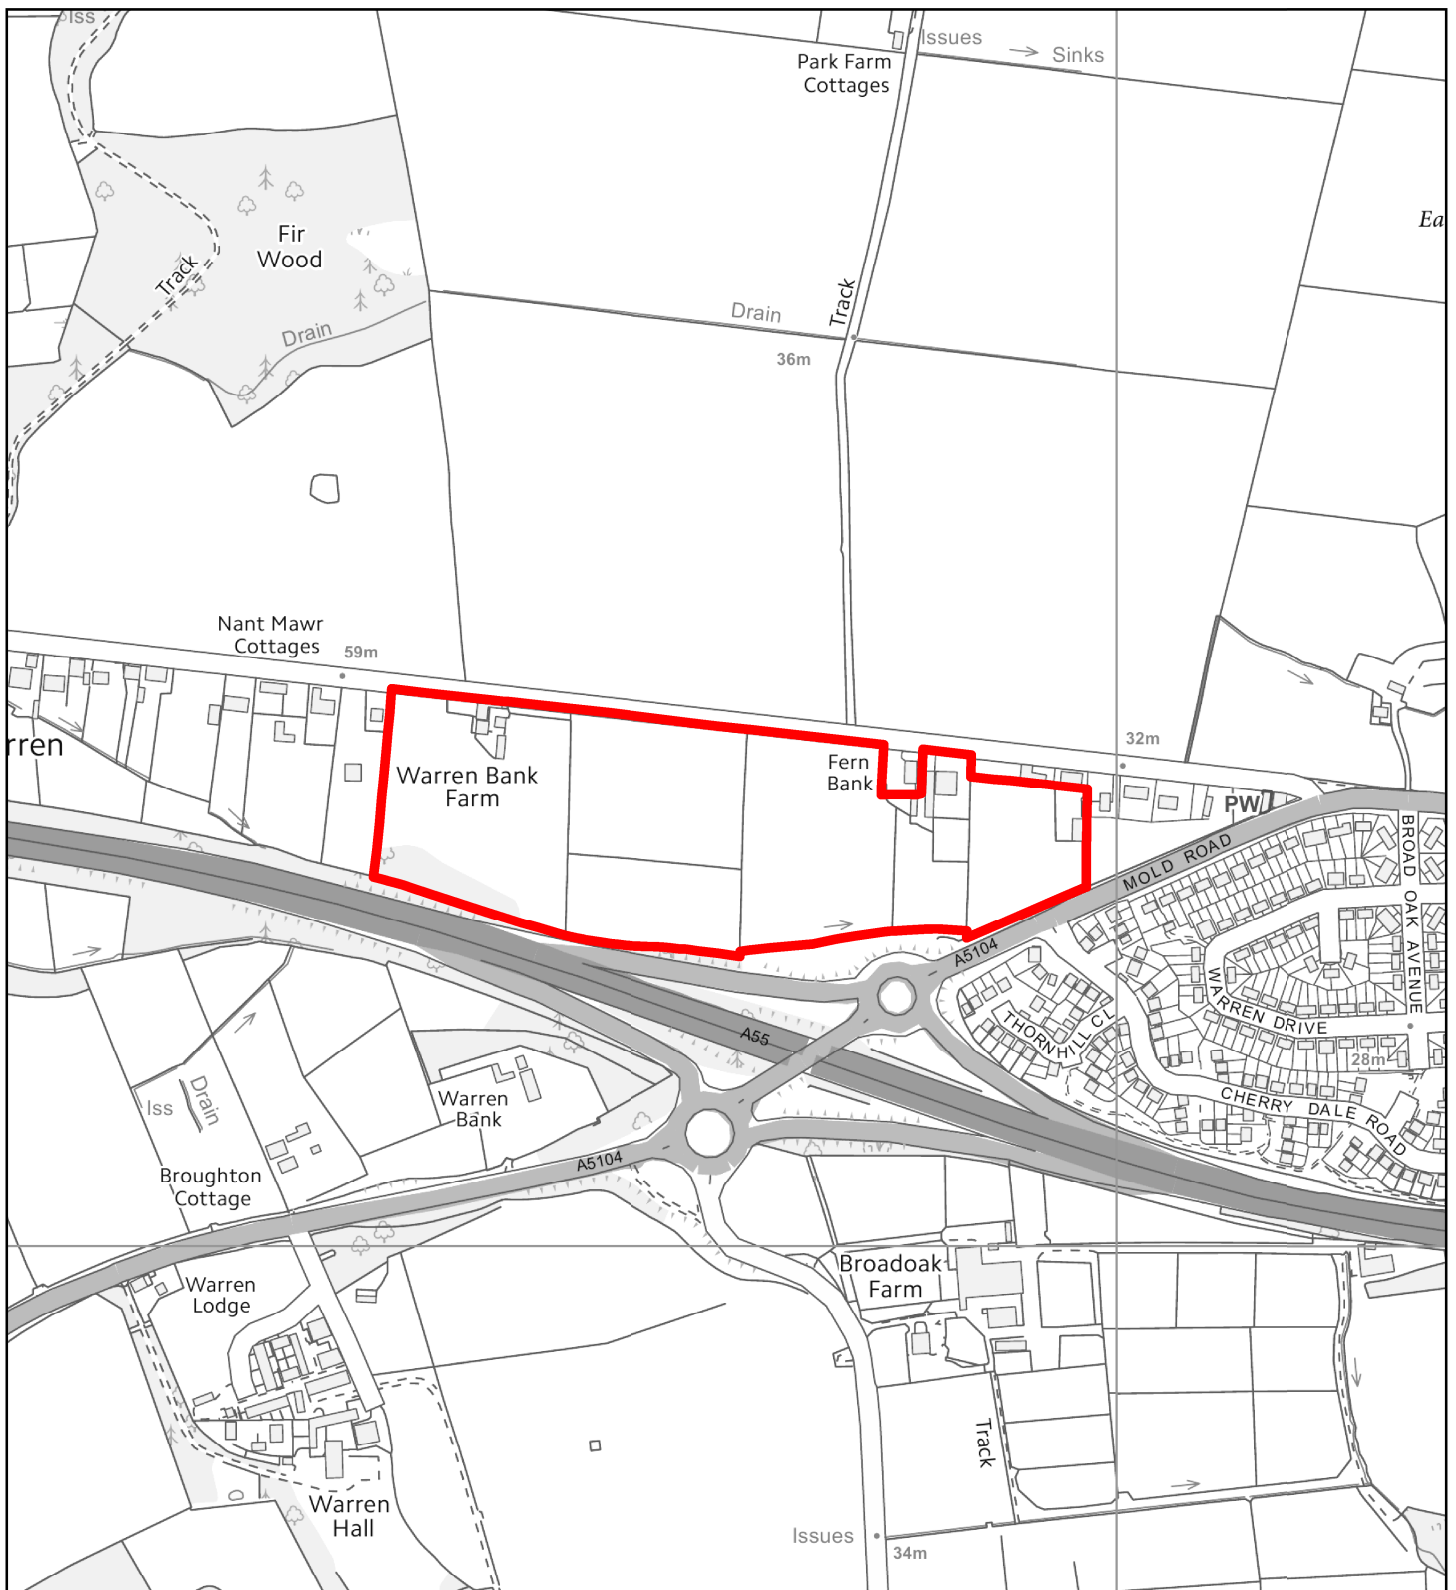 Iss
Issues
Sinks
Park Farm
Cottages
Ea
Fir
Wood
Track
Track
Drain
Drain
36m
Nant Mawr
Cottages
59m
32m
rren
Warren Bank
Farm
Fern
Bank
PW
MOLD ROAD
BROAD OAK AVENUE
A5104
WARREN DRIVE
THORNHILL CL
A55
28m
CHERRY DALE ROAD
Iss
Drain
Warren
Bank
A5104
Broughton
Cottage
Warren
Lodge
Broadoak
Farm
Track
Warren
Hall
Issues
34m